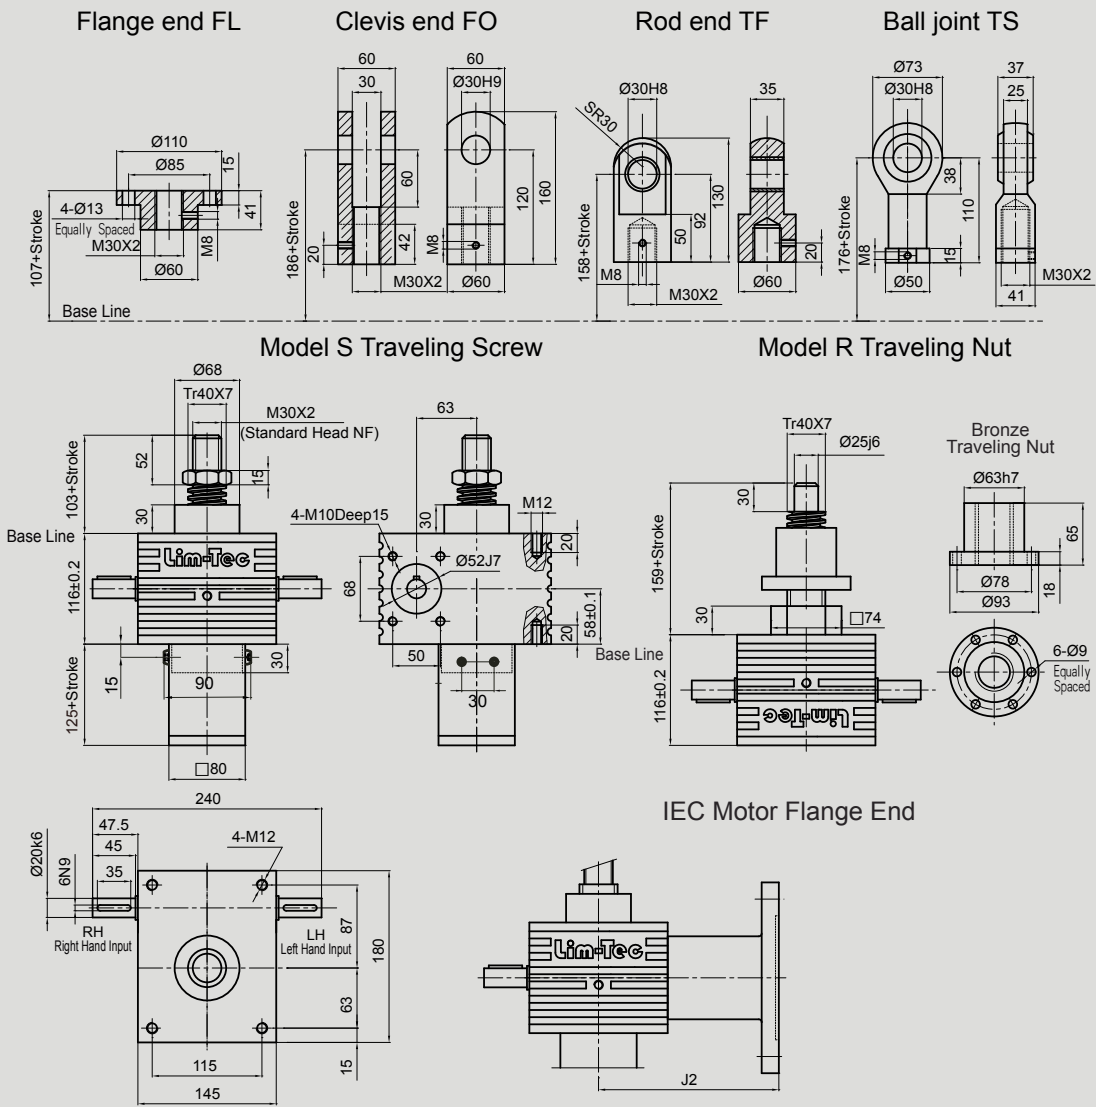 Flange end FL
Clevis end FO
Rod end TF
Ball joint TS
Ø110
Ø85
15
4-Ø13
Equally Spaced
M30X2
41
M8
Ø60
107+Stroke
Base Line
60
30
60
42
20
M30X2
186+Stroke
60
Ø30H9
120
160
M8
Ø60
Ø30H8
SR30
130
92
50
M8
M30X2
158+Stroke
35
20
Ø60
Ø73
Ø30H8
38
110
15
M8
Ø50
176+Stroke
37
25
M30X2
41
Model S Traveling Screw
Model R Traveling Nut
Ø68
Tr40X7
M30X2
(Standard Head NF)
52
15
30
103+Stroke
Base Line
116±0.2
125+Stroke
Lim-Tec
15
90
30
□80
63
30
4-M10Deep15
M12
20
Ø52J7
68
58±0.1
20
50
30
Tr40X7
Ø25j6
30
159+Stroke
30
□74
Base Line
116±0.2
Lim-Tec
Bronze
Traveling Nut
Ø63h7
65
18
Ø78
Ø93
6-Ø9
Equally
Spaced
240
47.5
45
35
4-M12
Ø20k6
6N9
RH
Right Hand Input
LH
Left Hand Input
87
180
63
15
115
145
IEC Motor Flange End
Lim-Tec
J2